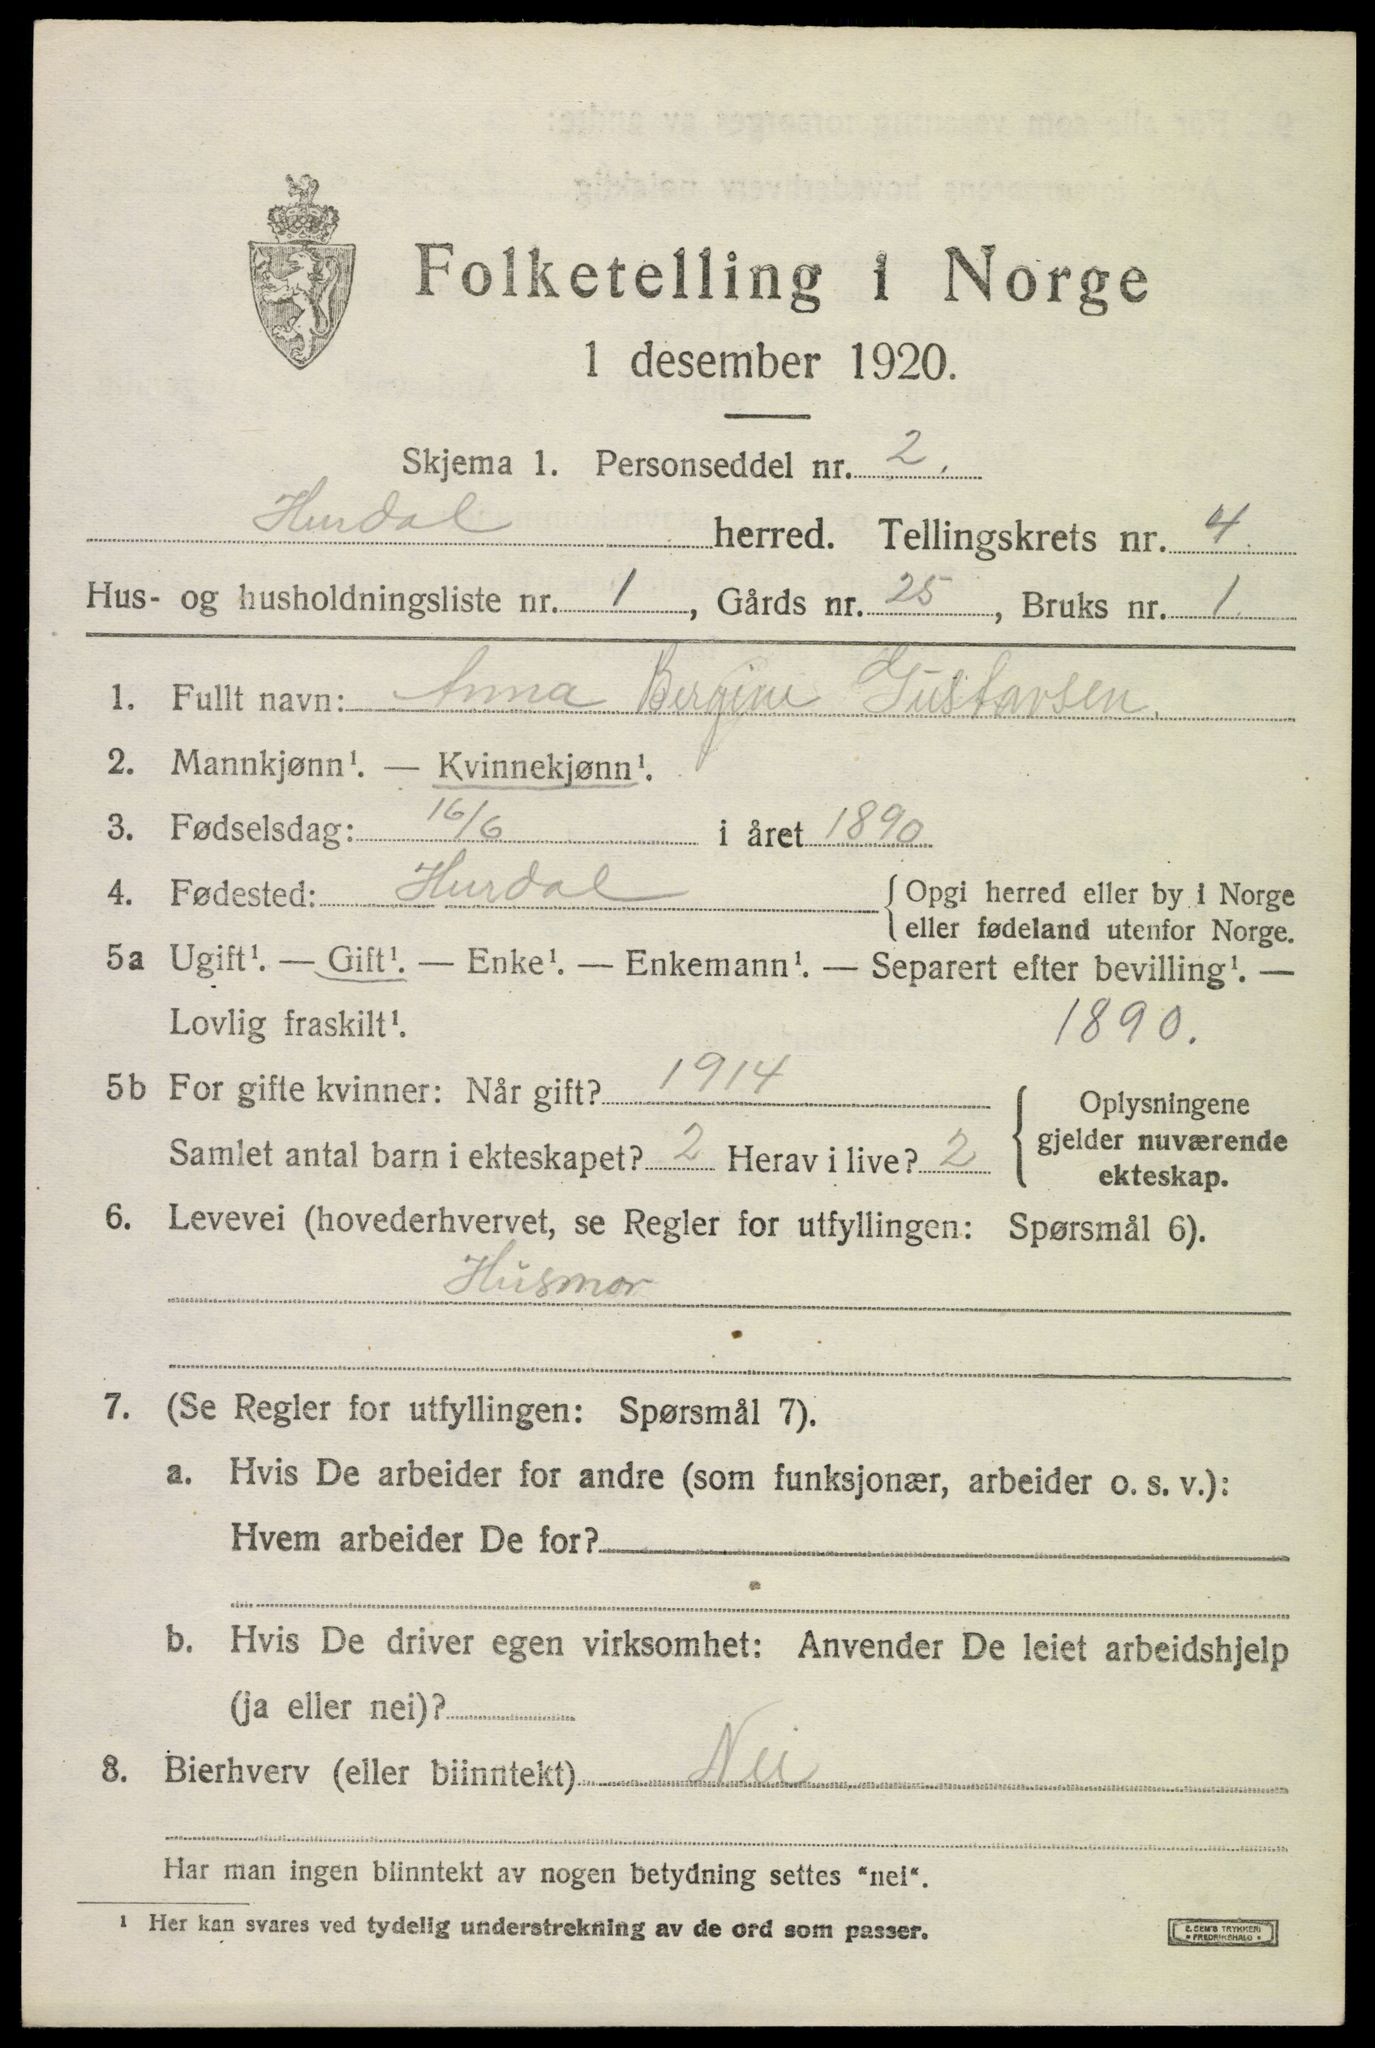 Folketelling i Norge
1 desember 1920.
Skjema 1. Personseddel nr. 2.
Hurdal herred. Tellingskrets nr. 4.
Hus- og husholdningsliste nr. 1, Gårds nr. 25, Bruks nr. 1.
1. Fullt navn: Anna Bergine Gustavsen.
2. Mannkjønn¹. — Kvinnekjønn¹.
3. Fødselsdag: 16/6 i året 1890
4. Fødested: Hurdal { Opgi herred eller by i Norge
eller fødeland utenfor Norge.
5a Ugift¹. — Gift¹. — Enke¹. — Enkemann¹. — Separert efter bevilling¹. —
Lovlig fraskilt¹. 1890.
5b For gifte kvinner: Når gift? 1914
Samlet antal barn i ekteskapet? 2 Herav i live? 2
{ Oplysningene
gjelder nuværende
ekteskap.
6. Levevei (hovederhvervet, se Regler for utfyllingen: Spørsmål 6).
Husmor
7. (Se Regler for utfyllingen: Spørsmål 7).
a. Hvis De arbeider for andre (som funksjonær, arbeider o. s. v.):
Hvem arbeider De for?
b. Hvis De driver egen virksomhet: Anvender De leiet arbeidshjelp
(ja eller nei)?
8. Bierhverv (eller biinntekt) Nei
Har man ingen biinntekt av nogen betydning settes "nei".
¹ Her kan svares ved tydelig understrekning av de ord som passer.
E. SEM'S TRYKKERI
• FREDRIKSHALD •